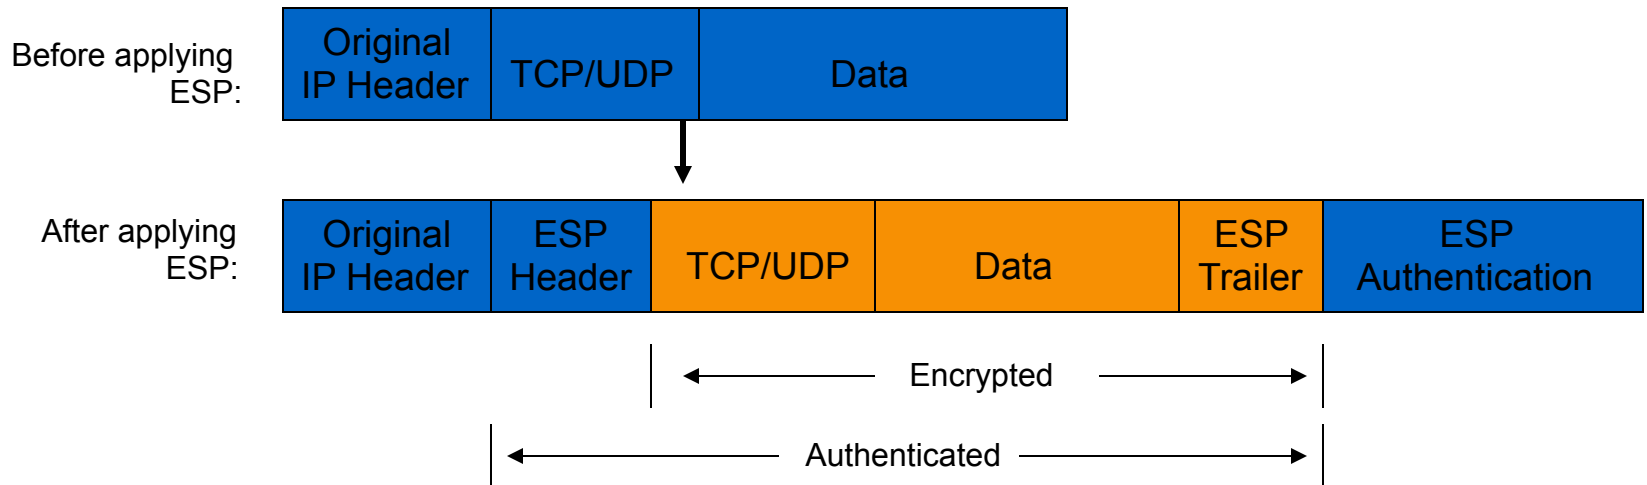 Before applying
ESP:
Original
IP Header
TCP/UDP
Data
After applying
ESP:
Original
IP Header
ESP
Header
TCP/UDP
Data
ESP
Trailer
ESP
Authentication
Encrypted
Authenticated